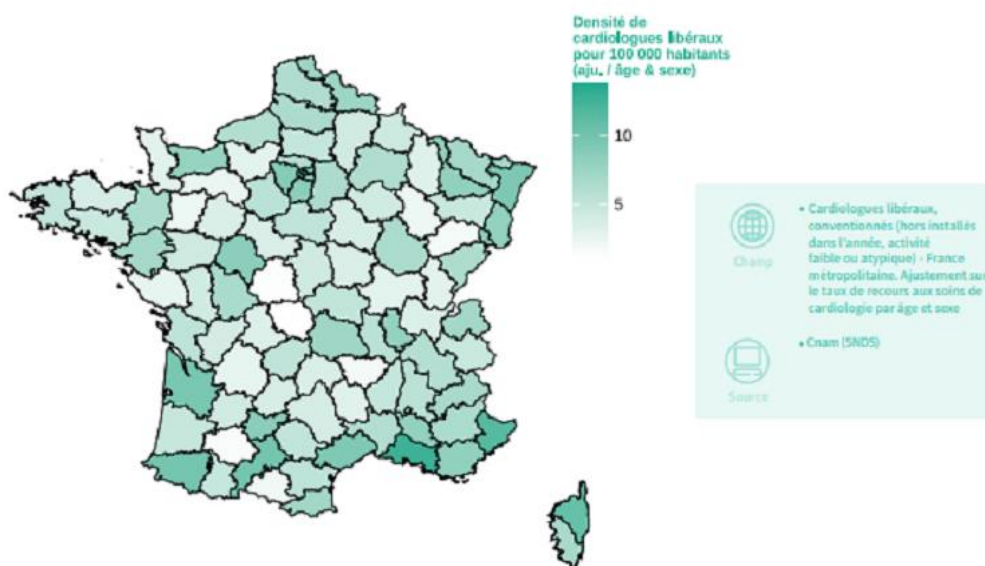 Densité de
cardiologues libéraux
pour 100 000 habitants
(aju. / âge & sexe)
10
5
Champ
• Cardiologues libéraux,
conventionnés (hors installés
dans l'année, activité
faible ou atypique) - France
métropolitaine. Ajustement sur
le taux de recours aux soins de
cardiologie par âge et sexe
Source
• Cnam (SNDS)